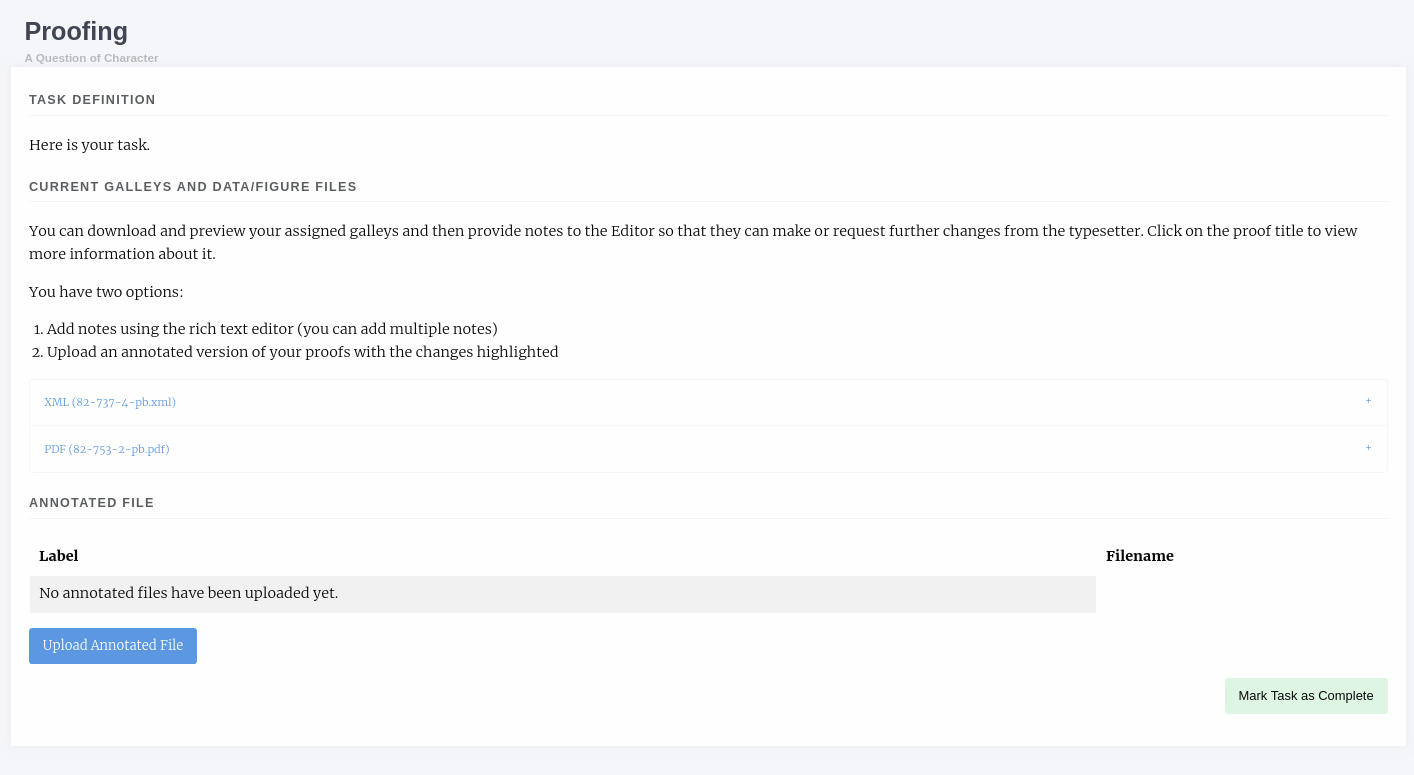 Proofing
A Question of Character
TASK DEFINITION
Here is your task.
CURRENT GALLEYS AND DATA/FIGURE FILES
You can download and preview your assigned galleys and then provide notes to the Editor so that they can make or request further changes from the typesetter. Click on the proof title to view
more information about it.
You have two options:
1. Add notes using the rich text editor (you can add multiple notes)
2. Upload an annotated version of your proofs with the changes highlighted
XML (82-737-4-pb.xml) +
PDF (82-753-2-pb.pdf) +
ANNOTATED FILE
Label Filename
No annotated files have been uploaded yet.
Upload Annotated File
Mark Task as Complete